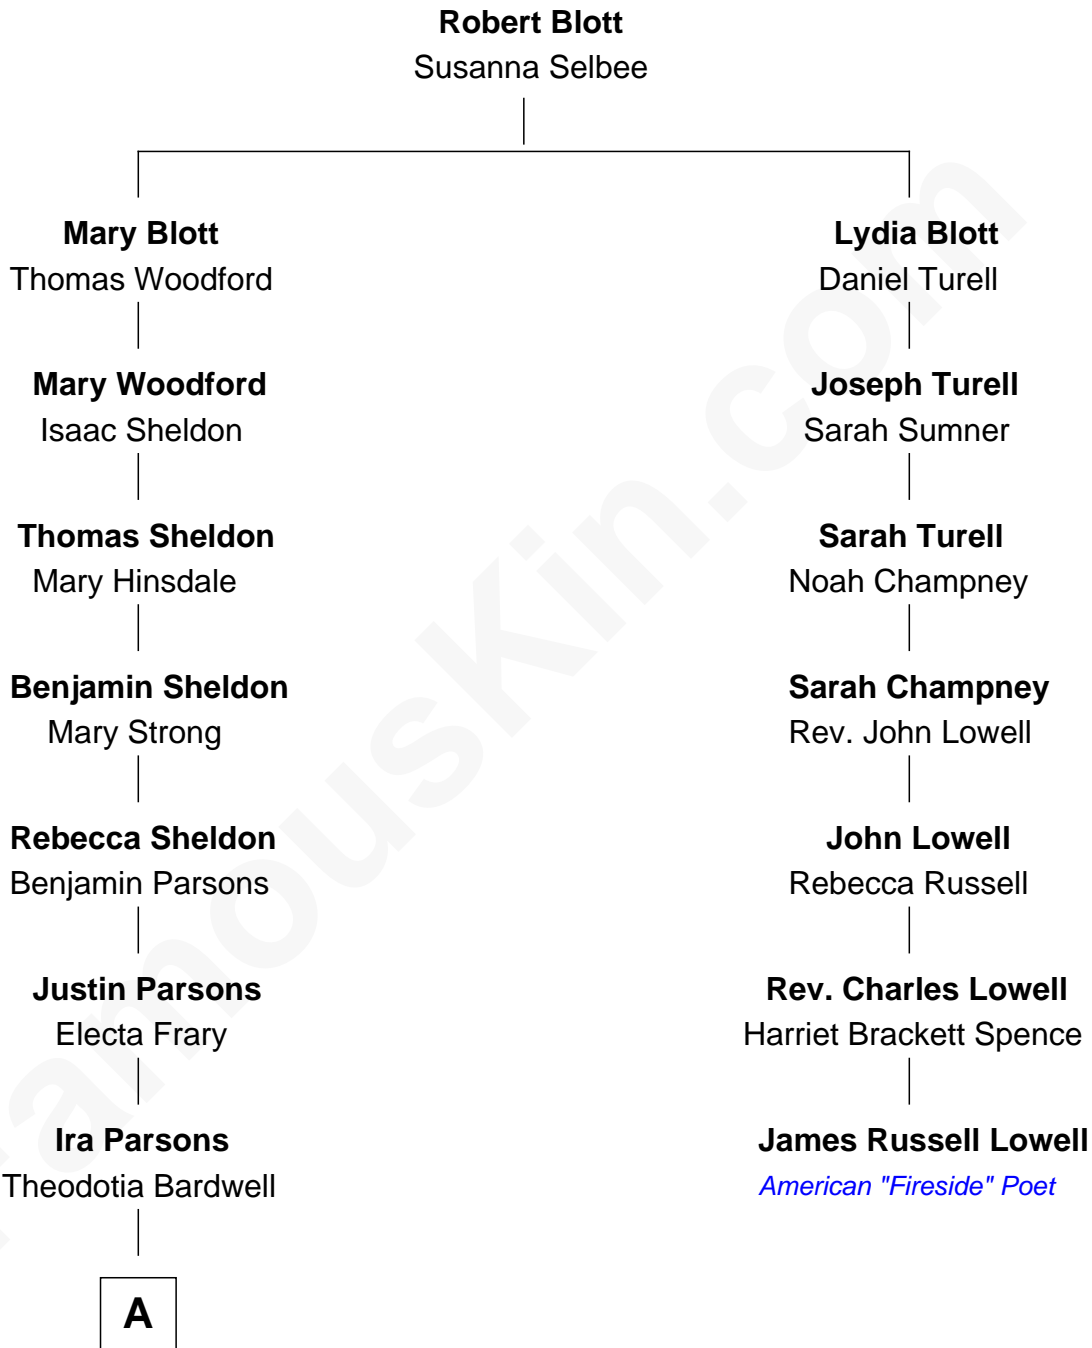 Robert Blott
Susanna Selbee
Mary Blott
Thomas Woodford
Lydia Blott
Daniel Turell
Mary Woodford
Isaac Sheldon
Joseph Turell
Sarah Sumner
Thomas Sheldon
Mary Hinsdale
Sarah Turell
Noah Champney
Benjamin Sheldon
Mary Strong
Sarah Champney
Rev. John Lowell
Rebecca Sheldon
Benjamin Parsons
John Lowell
Rebecca Russell
Justin Parsons
Electa Frary
Rev. Charles Lowell
Harriet Brackett Spence
Ira Parsons
Theodotia Bardwell
James Russell Lowell
American "Fireside" Poet
A
FamousKin.com